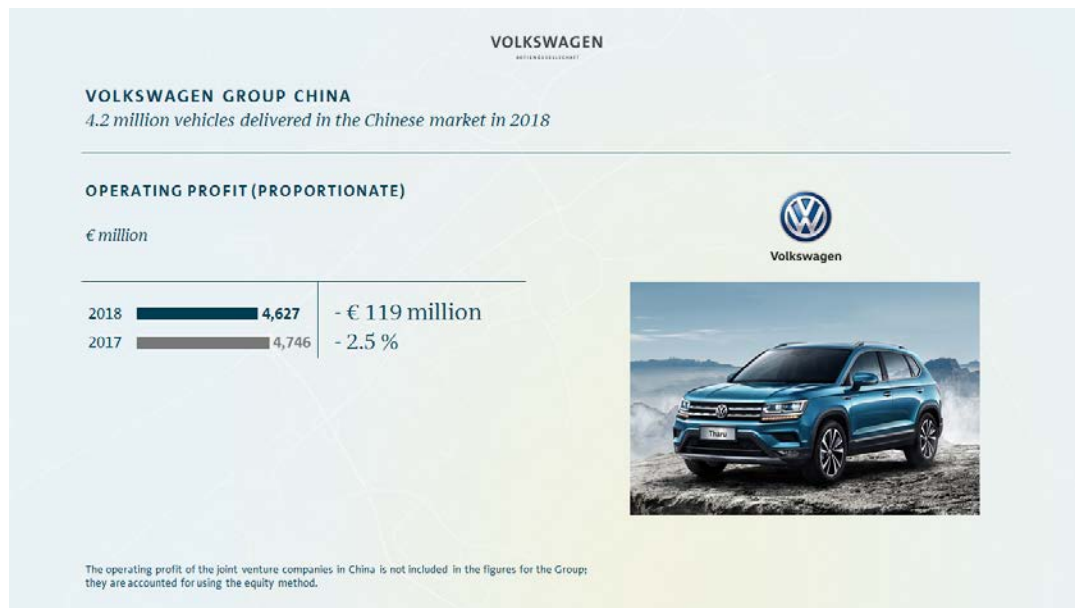 VOLKSWAGEN
AKTIENGESELLSCHAFT
VOLKSWAGEN GROUP CHINA
4.2 million vehicles delivered in the Chinese market in 2018
OPERATING PROFIT (PROPORTIONATE)
€ million
2018 4,627 - € 119 million
2017 4,746 - 2.5 %
Volkswagen
Tharu
The operating profit of the joint venture companies in China is not included in the figures for the Group;
they are accounted for using the equity method.